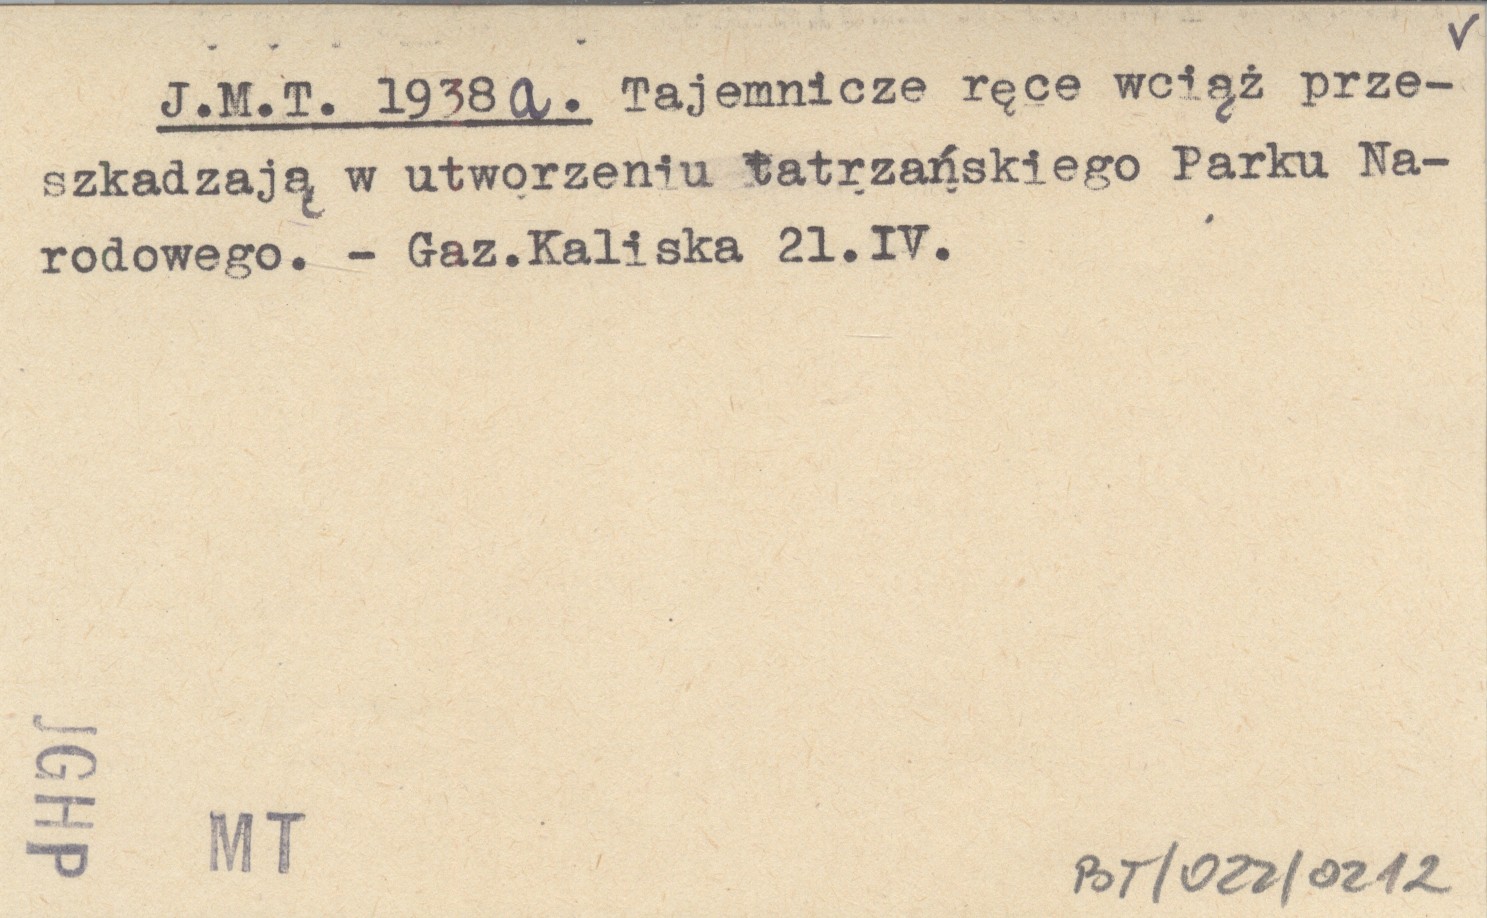 √
J.M.T. 1938a. Tajemnicze ręce wciąż prze-
szkadzają w utworzeniu tatrzańskiego Parku Na-
rodowego. - Gaz.Kaliska 21.IV.
JGHP
MT
BT/022/0212